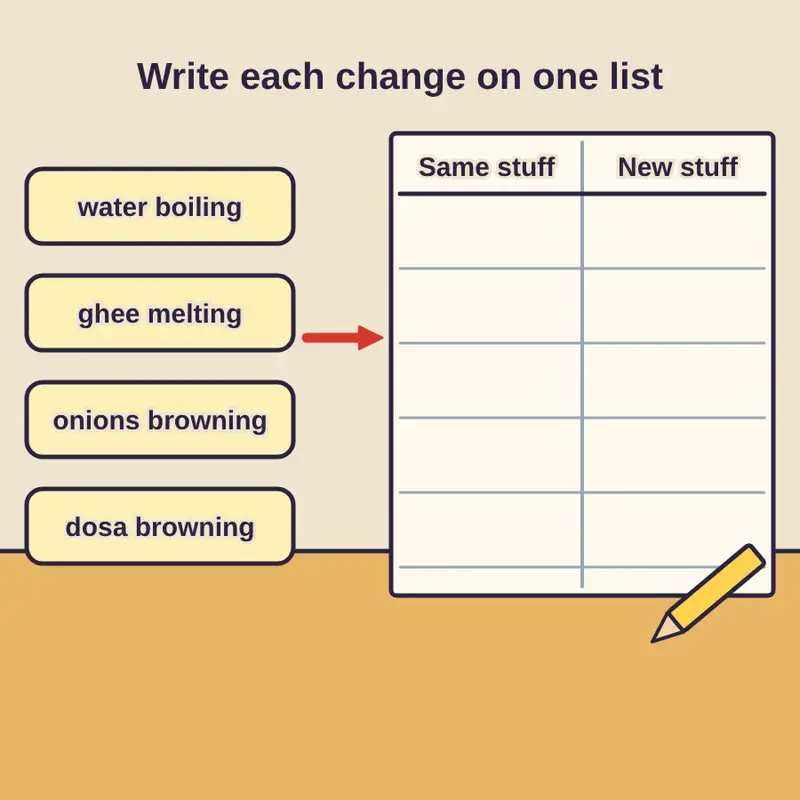 Write each change on one list
Same stuff
New stuff
water boiling
ghee melting
onions browning
dosa browning